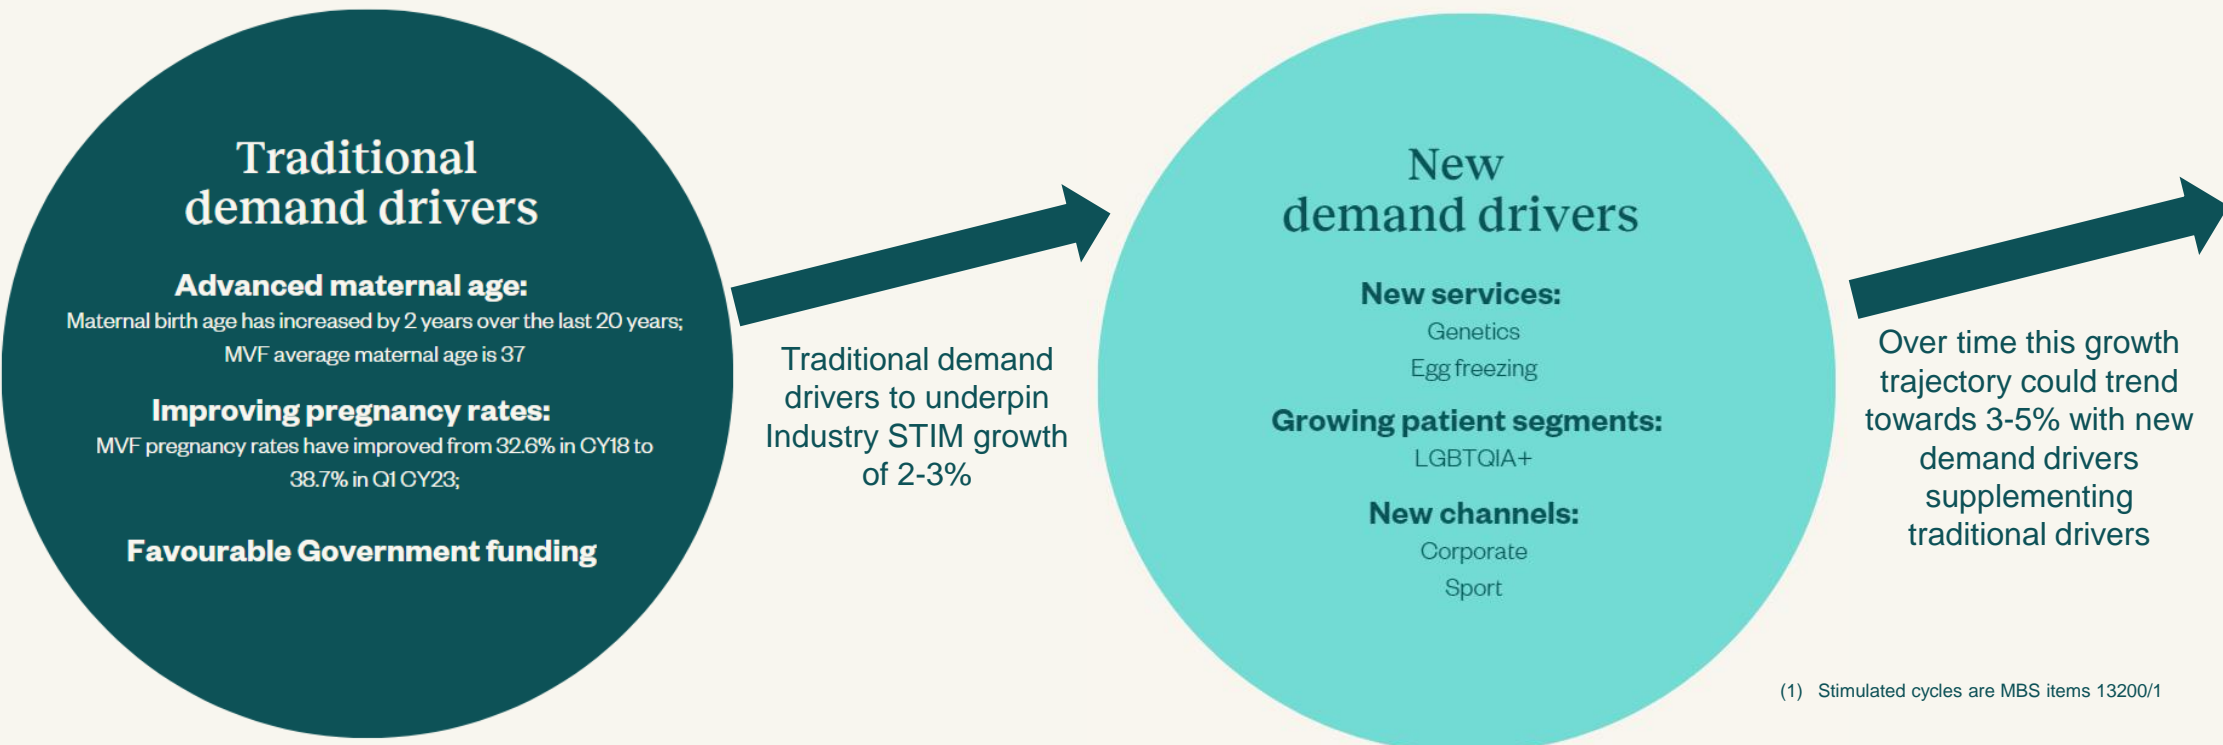 Traditional
demand drivers
Advanced maternal age:
Maternal birth age has increased by 2 years over the last 20 years;
MVF average maternal age is 37
Improving pregnancy rates:
MVF pregnancy rates have improved from 32.6% in CY18 to
38.7% in Q1 CY23;
Favourable Government funding
Traditional demand
drivers to underpin
Industry STIM growth
of 2-3%
New
demand drivers
New services:
Genetics
Egg freezing
Growing patient segments:
LGBTQIA+
New channels:
Corporate
Sport
Over time this growth
trajectory could trend
towards 3-5% with new
demand drivers
supplementing
traditional drivers
(1) Stimulated cycles are MBS items 13200/1